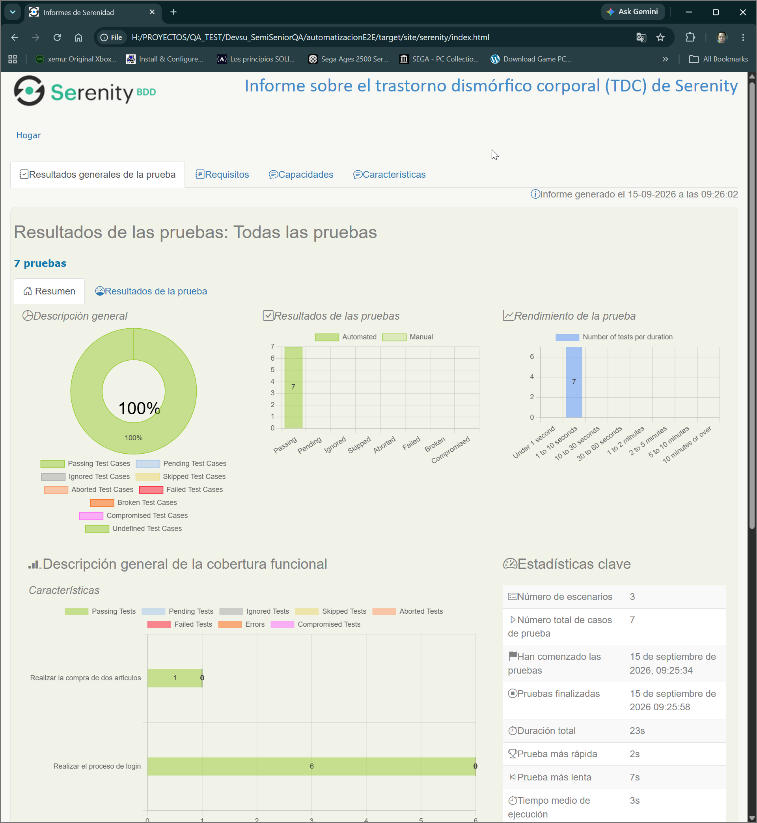 Informes de Serenidad
Ask Gemini
File H:/PROYECTOS/QA_TEST/Devsu_SemiSeniorQA/automatizacionE2E/target/site/serenity/index.html
xemu: Original Xbox...
Install & Configure...
Los principios SOLI...
Sega Ages 2500 Ser...
SEGA - PC Collectio...
Download Game PC...
»
All Bookmarks
Serenity BDD
Informe sobre el trastorno dismórfico corporal (TDC) de Serenity
Hogar
Resultados generales de la prueba
Requisitos
Capacidades
Características
Informe generado el 15-09-2026 a las 09:26:02
Resultados de las pruebas: Todas las pruebas
7 pruebas
Resumen
Resultados de la prueba
Descripción general
100%
100%
Passing Test Cases Pending Test Cases
Ignored Test Cases Skipped Test Cases
Aborted Test Cases Failed Test Cases
Broken Test Cases
Compromised Test Cases
Undefined Test Cases
Resultados de las pruebas
Automated Manual
7
6
5
4
3
2
1
0
7
Passing Pending Ignored Skipped Aborted Failed Broken Compromised
Rendimiento de la prueba
Number of tests per duration
6
4
2
0
7
Under 1 second
1 to 10 seconds
10 to 30 seconds
30 to 60 seconds
1 to 2 minutes
2 to 5 minutes
5 to 10 minutes
10 minutes or over
Descripción general de la cobertura funcional
Características
Passing Tests Pending Tests Ignored Tests Skipped Tests Aborted Tests
Failed Tests Errors Compromised Tests
Realizar la compra de dos articulos 1 0
Realizar el proceso de login 6 0
0 1 2 3 4 5 6
Estadísticas clave
Número de escenarios 3
Número total de casos de prueba 7
Han comenzado las pruebas 15 de septiembre de 2026, 09:25:34
Pruebas finalizadas 15 de septiembre de 2026 09:25:58
Duración total 23s
Prueba más rápida 2s
Prueba más lenta 7s
Tiempo medio de ejecución 3s